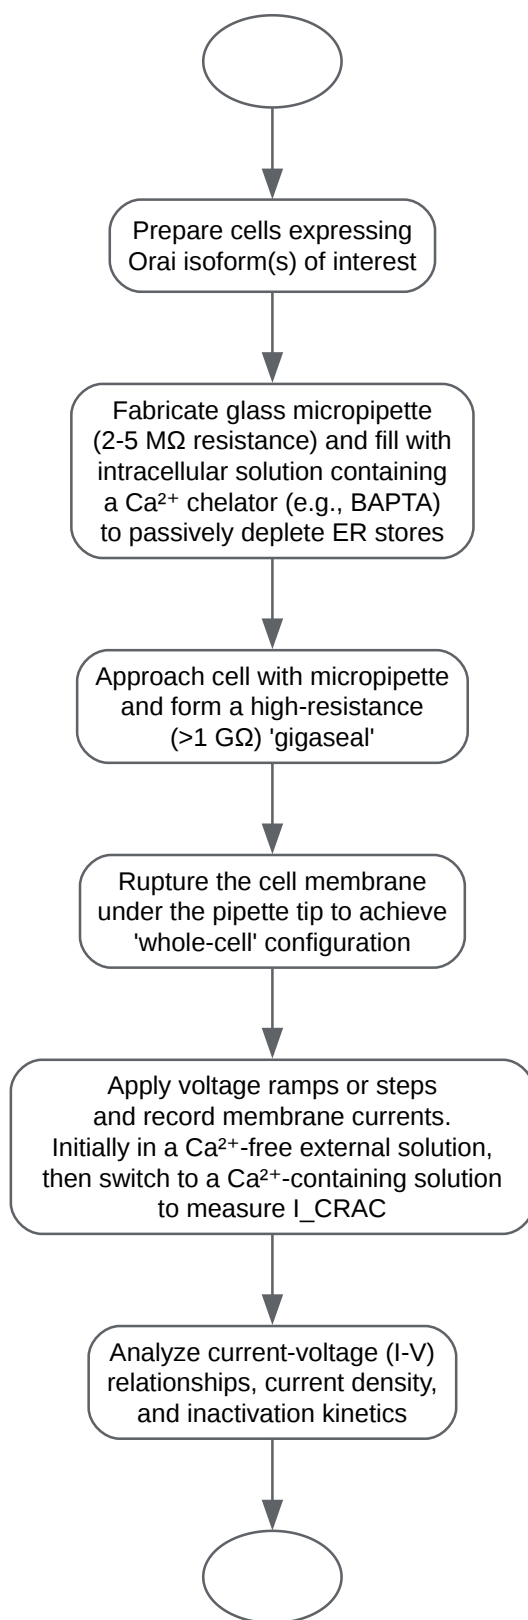 Prepare cells expressing
Orai isoform(s) of interest
Fabricate glass micropipette
(2-5 MΩ resistance) and fill with
intracellular solution containing
a Ca²⁺ chelator (e.g., BAPTA)
to passively deplete ER stores
Approach cell with micropipette
and form a high-resistance
(>1 GΩ) 'gigaseal'
Rupture the cell membrane
under the pipette tip to achieve
'whole-cell' configuration
Apply voltage ramps or steps
and record membrane currents.
Initially in a Ca²⁺-free external solution,
then switch to a Ca²⁺-containing solution
to measure I_CRAC
Analyze current-voltage (I-V)
relationships, current density,
and inactivation kinetics